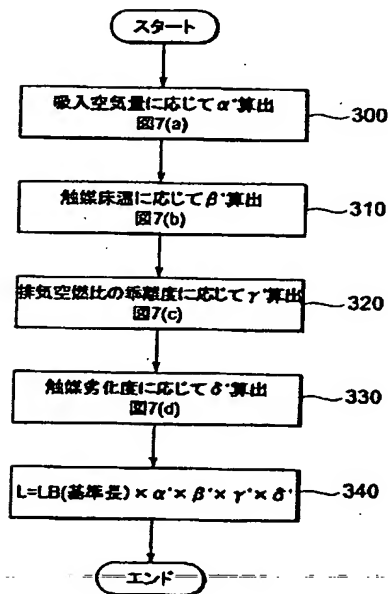 スタート
吸入空気量に応じてα'算出
図7(a)
300
触媒床温に応じてβ'算出
図7(b)
310
排気空燃比の乖離度に応じてγ'算出
図7(c)
320
触媒劣化度に応じてδ'算出
図7(d)
330
L=LB(基準長)×α'×β'×γ'×δ'
340
エンド